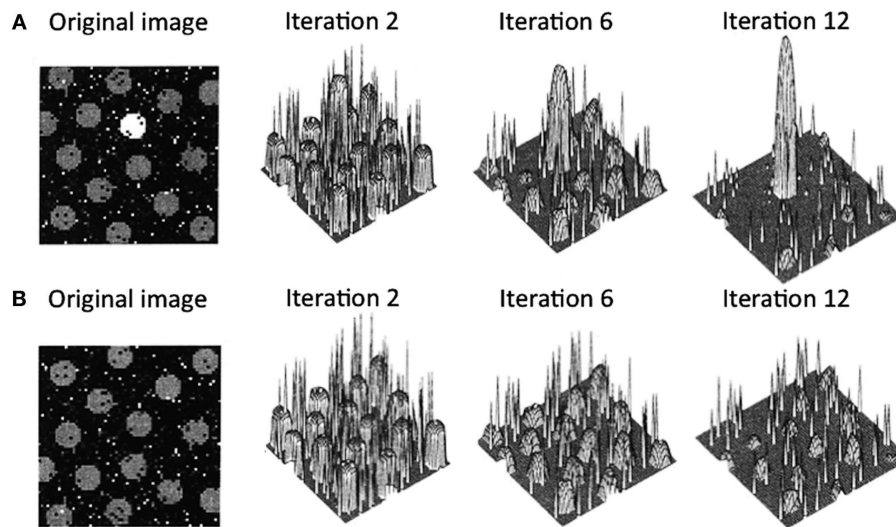 A Original image Iteration 2 Iteration 6 Iteration 12
B Original image Iteration 2 Iteration 6 Iteration 12